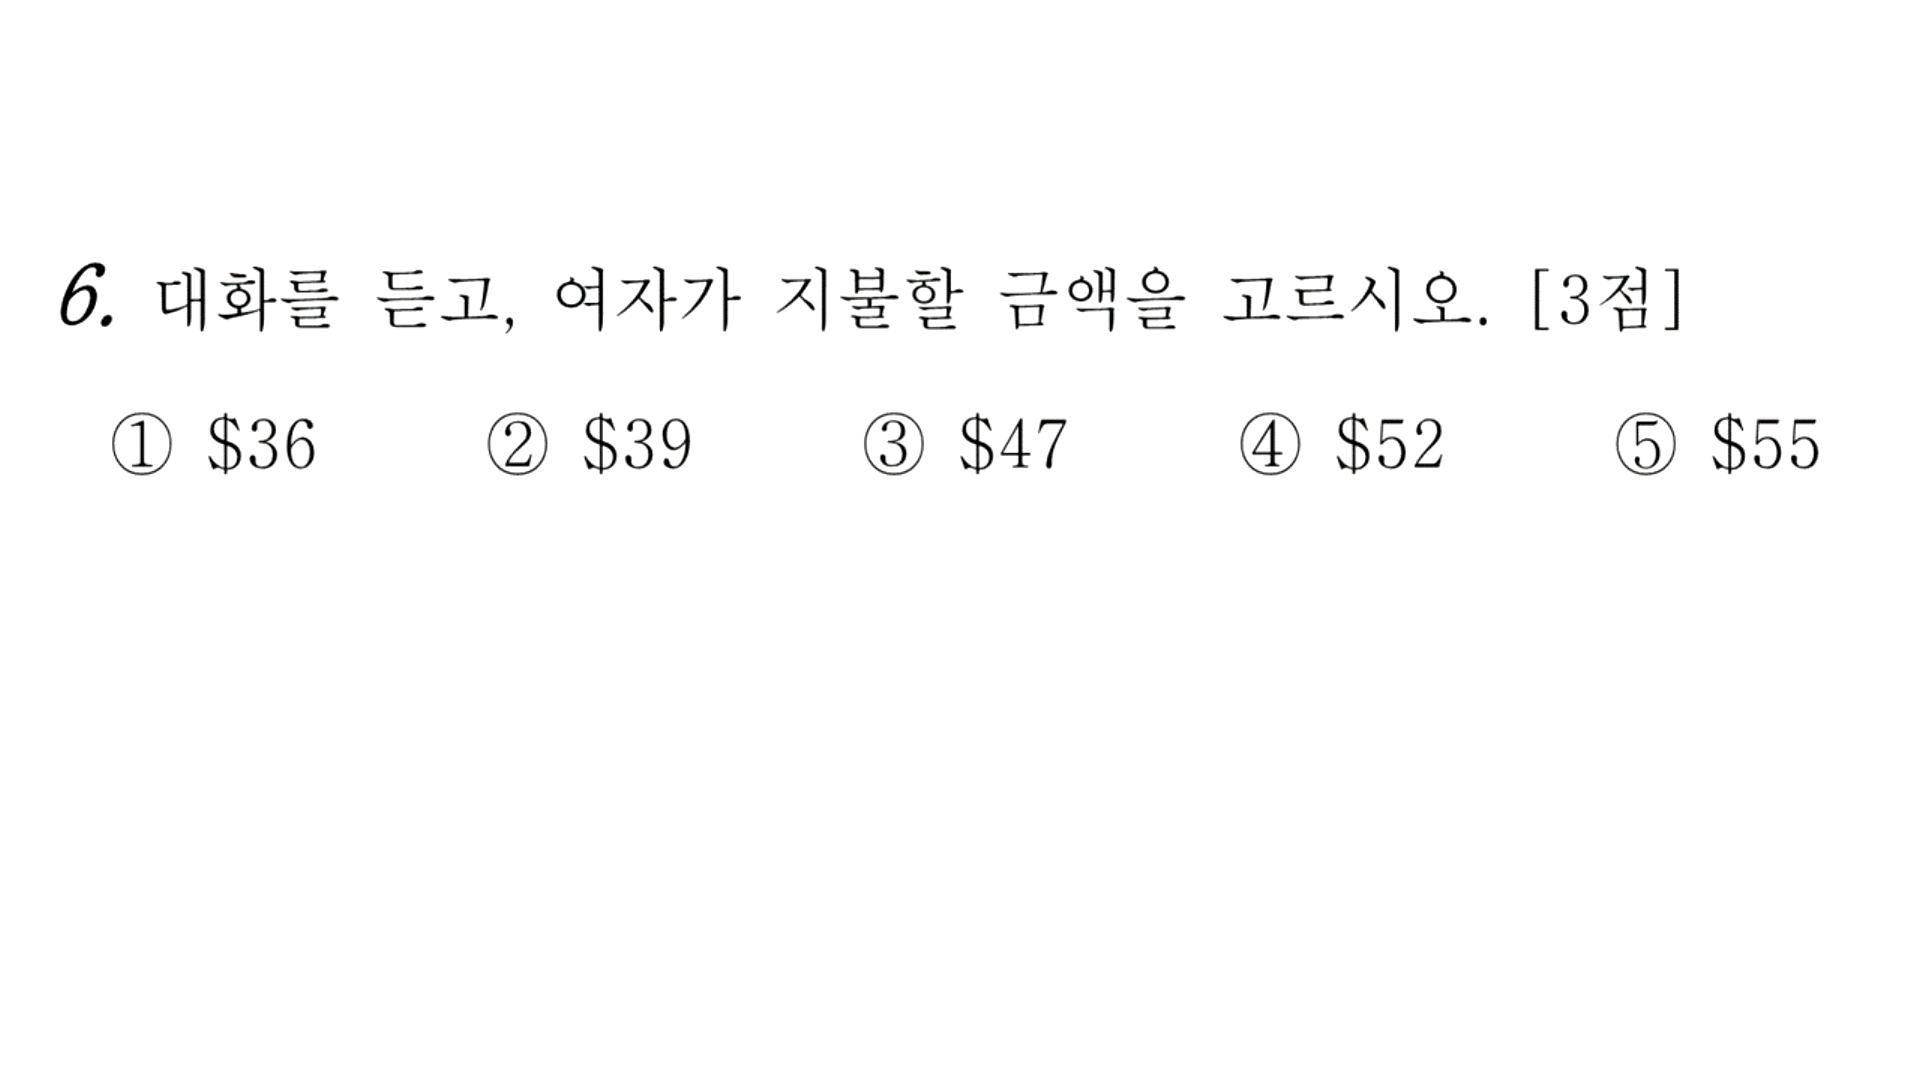 6. 대화를 듣고, 여자가 지불할 금액을 고르시오. [3점]
① $36 ② $39 ③ $47 ④ $52 ⑤ $55